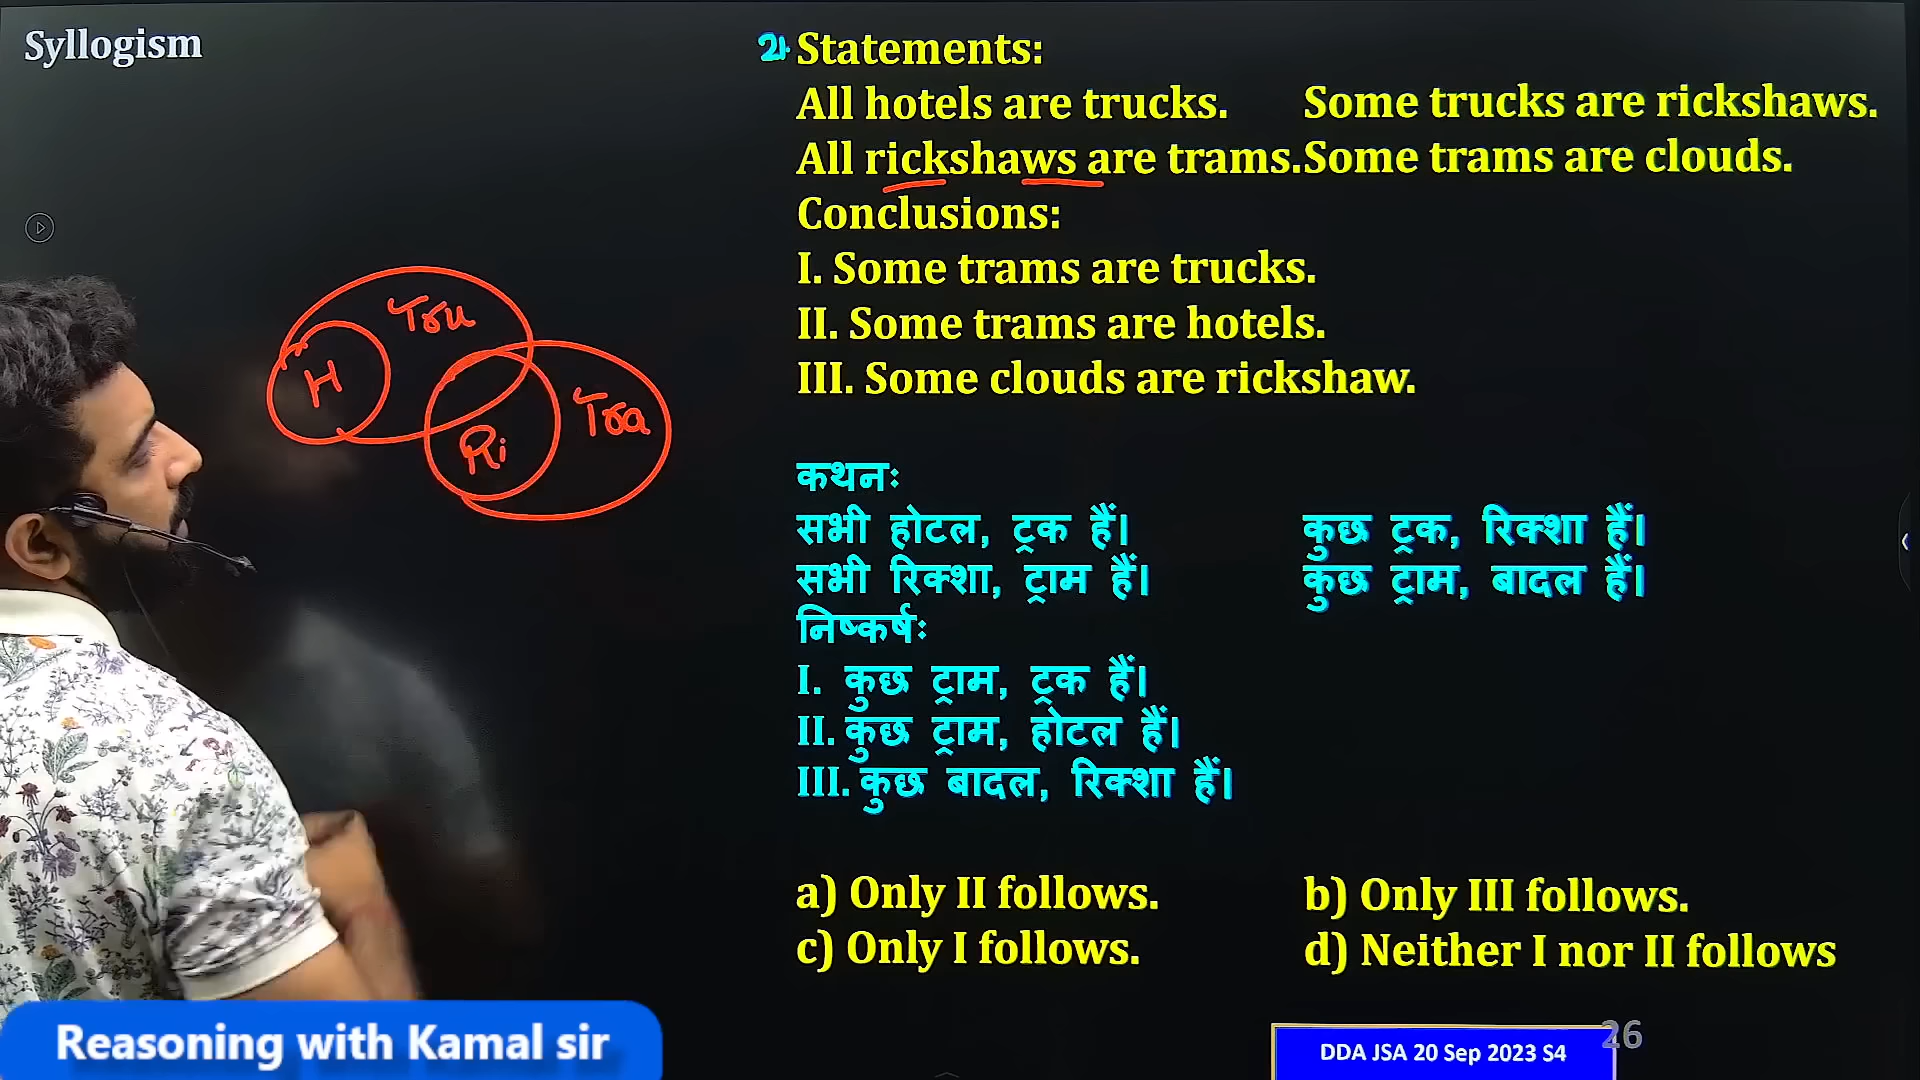 Syllogism
2 Statements:
All hotels are trucks. Some trucks are rickshaws.
All rickshaws are trams. Some trams are clouds.
Conclusions:
I. Some trams are trucks.
II. Some trams are hotels.
III. Some clouds are rickshaw.
Tru
H
Tra
Ri
कथनः
सभी होटल, ट्रक हैं। कुछ ट्रक, रिक्शा हैं।
सभी रिक्शा, ट्राम हैं। कुछ ट्राम, बादल हैं।
निष्कर्षः
I. कुछ ट्राम, ट्रक हैं।
II. कुछ ट्राम, होटल हैं।
III. कुछ बादल, रिक्शा हैं।
a) Only II follows. b) Only III follows.
c) Only I follows. d) Neither I nor II follows
Reasoning with Kamal sir
DDA JSA 20 Sep 2023 S4
26